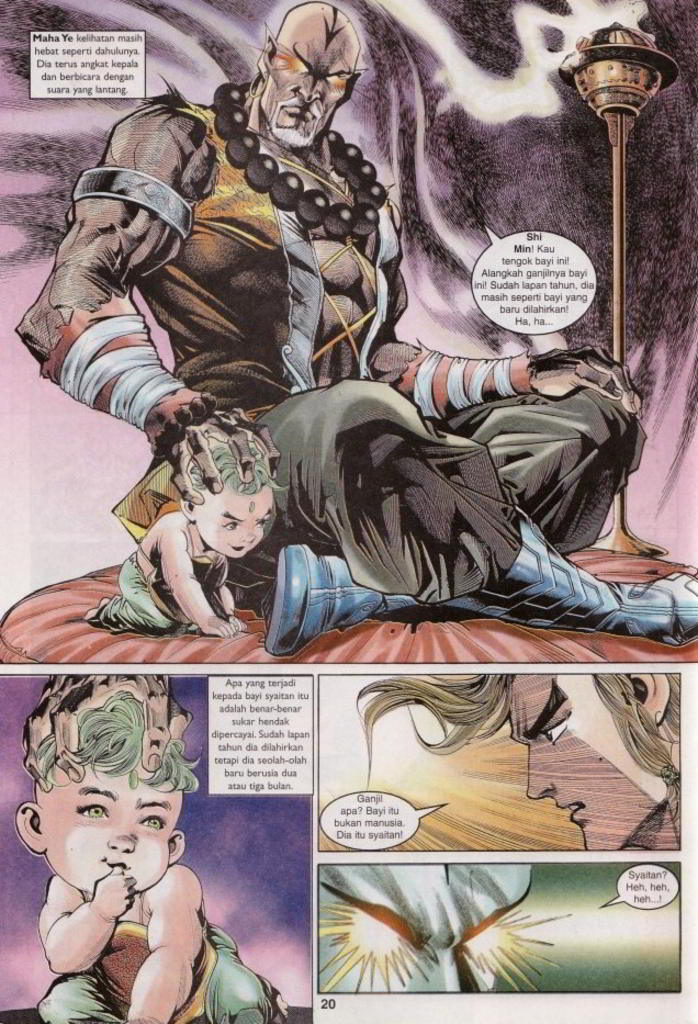 Maha Ye kelihatan masih
hebat seperti dahulunya.
Dia terus angkat kepala
dan berbicara dengan
suara yang lantang.
Shi
Min! Kau
tengok bayi ini!
Alangkah ganjilnya bayi
ini! Sudah lapan tahun, dia
masih seperti bayi yang
baru dilahirkan!
Ha, ha...
Apa yang terjadi
kepada bayi syaitan itu
adalah benar-benar
sukar hendak
dipercayai. Sudah lapan
tahun dia dilahirkan
tetapi dia seolah-olah
baru berusia dua
atau tiga bulan.
Ganjil
apa? Bayi itu
bukan manusia.
Dia itu syaitan!
Syaitan?
Heh, heh,
heh...!
20